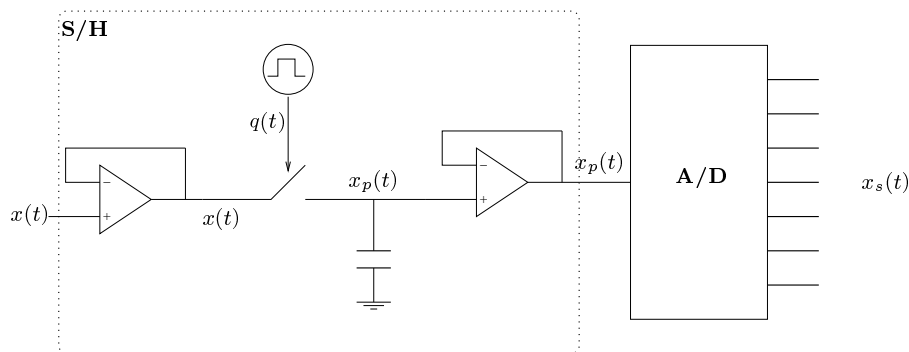 S/H
q(t)
x(t)
−
+
x(t)
x_p(t)
−
+
x_p(t)
A/D
x_s(t)